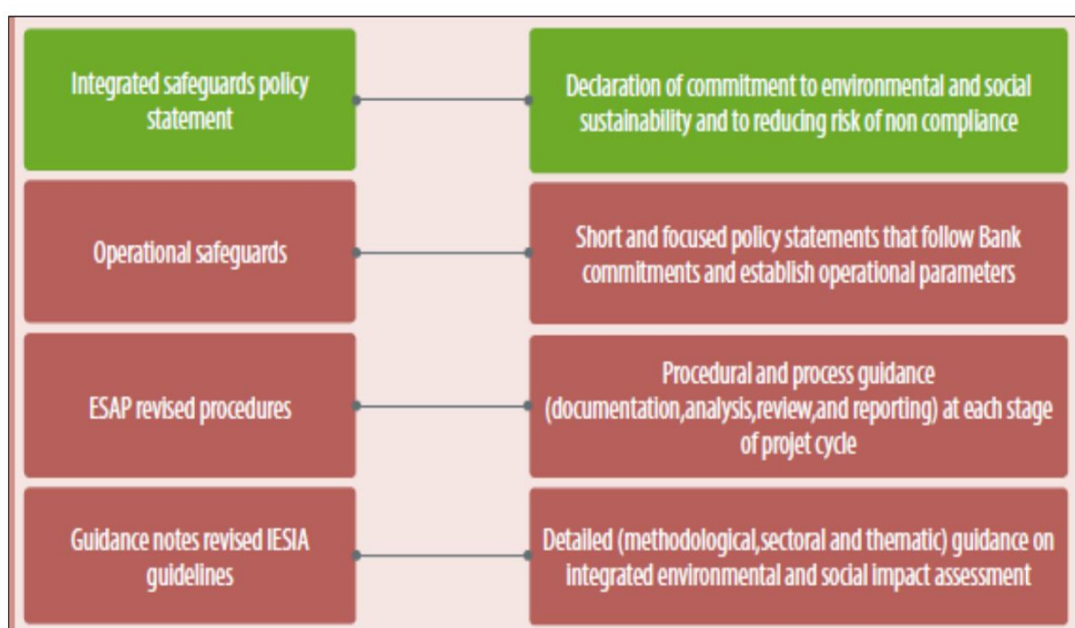 Integrated safeguards policy
statement
Declaration of commitment to environmental and social
sustainability and to reducing risk of non compliance
Operational safeguards
Short and focused policy statements that follow Bank
commitments and establish operational parameters
ESAP revised procedures
Procedural and process guidance
(documentation,analysis,review,and reporting) at each stage
of projet cycle
Guidance notes revised IESIA
guidelines
Detailed (methodological,sectoral and thematic) guidance on
integrated environmental and social impact assessment